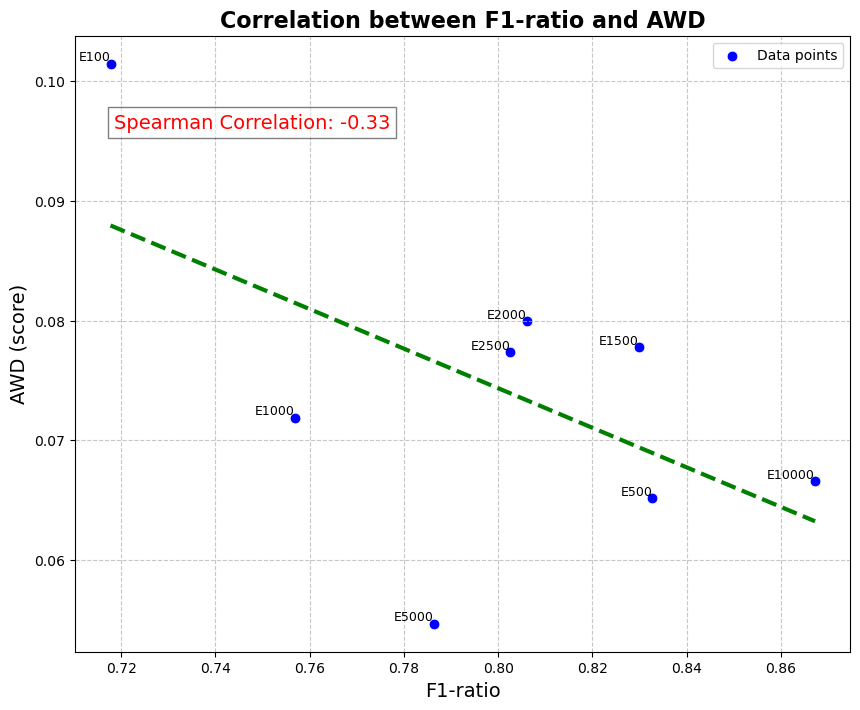 Correlation between F1-ratio and AWD
E100
Data points
0.10
Spearman Correlation: -0.33
0.09
AWD (score)
0.08
E2000
E2500
E1500
E1000
0.07
E10000
E500
0.06
E5000
0.72 0.74 0.76 0.78 0.80 0.82 0.84 0.86
F1-ratio